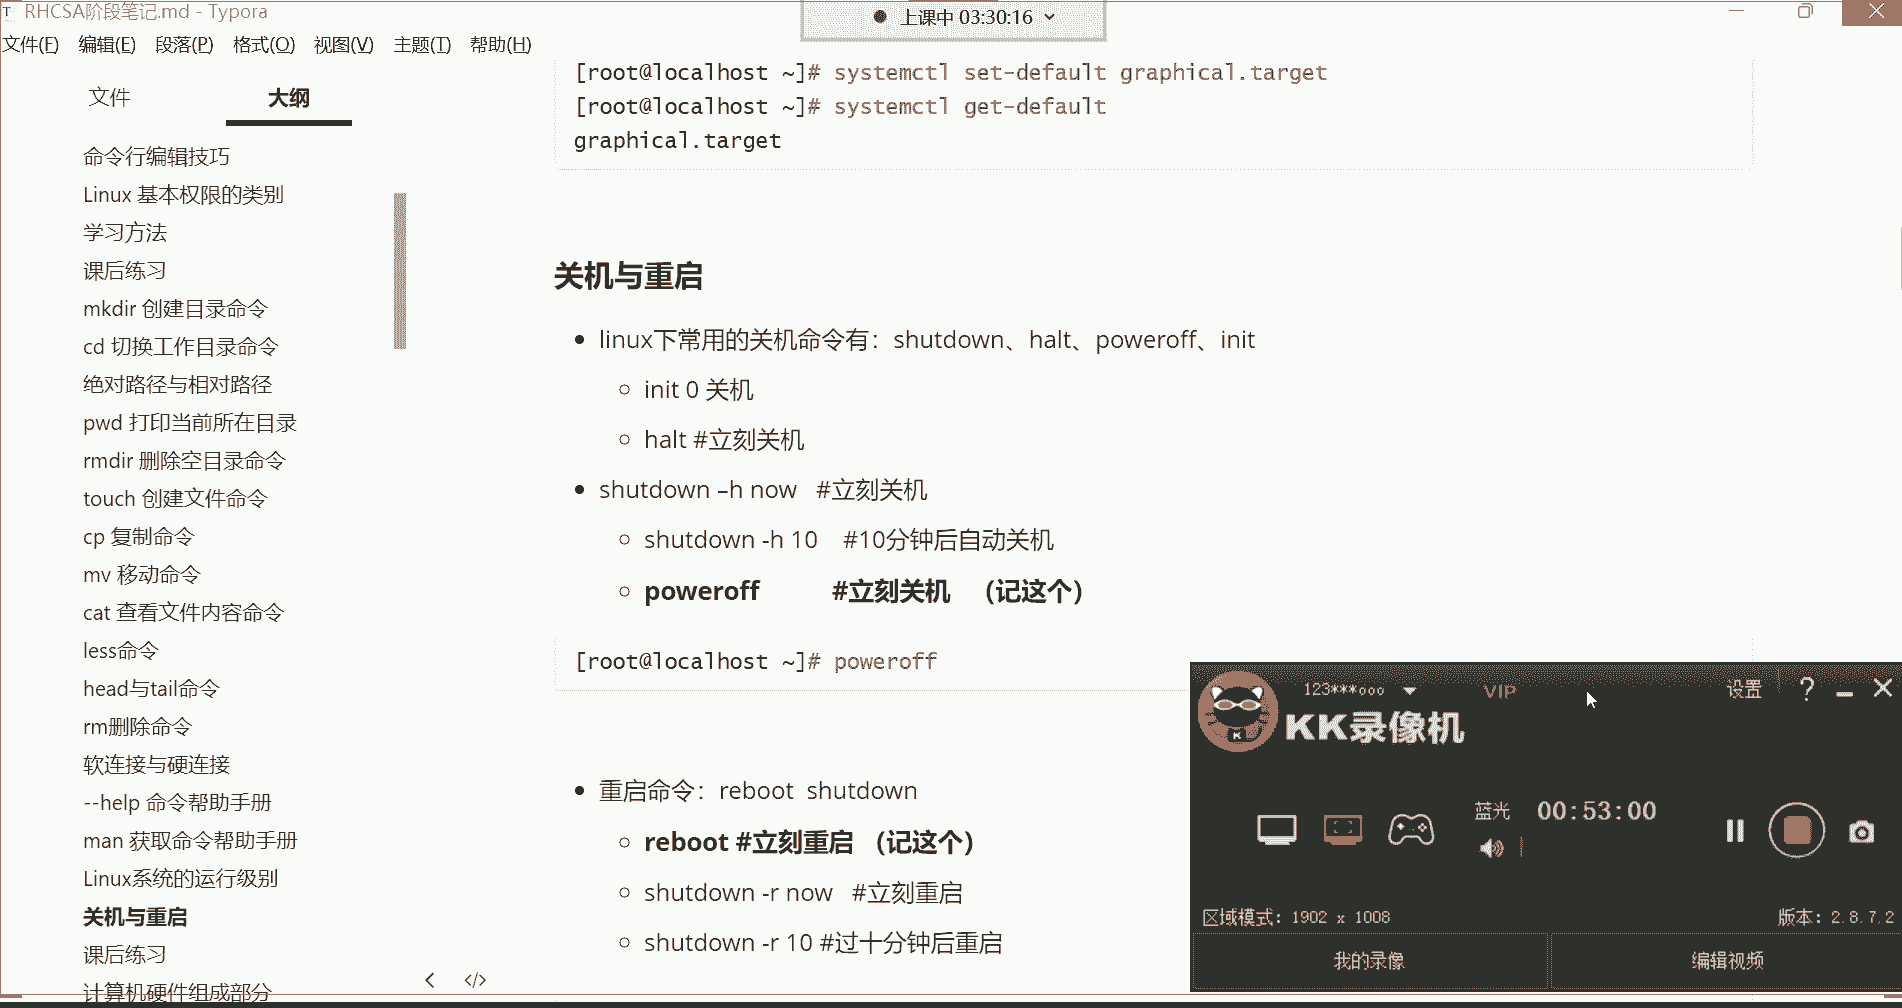 RHCSA阶段笔记.md - Typora
上课中 03:30:16
文件(F) 编辑(E) 段落(P) 格式(O) 视图(V) 主题(T) 帮助(H)
文件 大纲
命令行编辑技巧
Linux 基本权限的类别
学习方法
课后练习
mkdir 创建目录命令
cd 切换工作目录命令
绝对路径与相对路径
pwd 打印当前所在目录
rmdir 删除空目录命令
touch 创建文件命令
cp 复制命令
mv 移动命令
cat 查看文件内容命令
less命令
head与tail命令
rm删除命令
软连接与硬连接
--help 命令帮助手册
man 获取命令帮助手册
Linux系统的运行级别
关机与重启
课后练习
计算机硬件组成部分
[root@localhost ~]# systemctl set-default graphical.target
[root@localhost ~]# systemctl get-default
graphical.target
关机与重启
linux下常用的关机命令有：shutdown、halt、poweroff、init
init 0 关机
halt #立刻关机
shutdown –h now #立刻关机
shutdown -h 10 #10分钟后自动关机
poweroff #立刻关机 （记这个）
[root@localhost ~]# poweroff
重启命令：reboot shutdown
reboot #立刻重启 （记这个）
shutdown -r now #立刻重启
shutdown -r 10 #过十分钟后重启
123***ooo VIP 设置
KK录像机
蓝光 00:53:00
区域模式：1902 x 1008 版本：2.8.7.2
我的录像 编辑视频